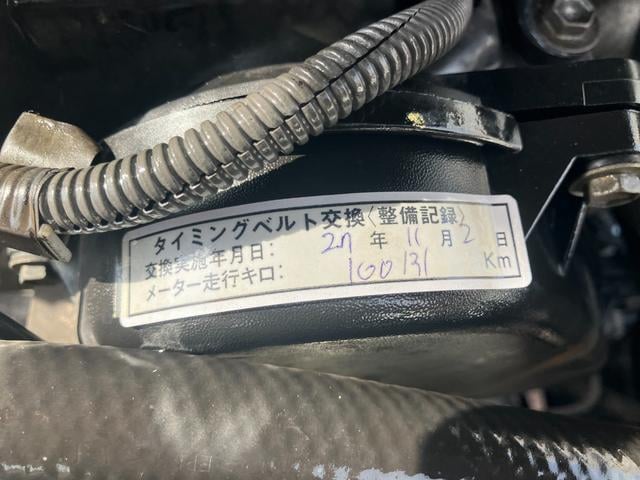 タイミングベルト交換〈整備記録〉
交換実施年月日: 27 年 11 月 2 日
メーター走行キロ: 100131 Km